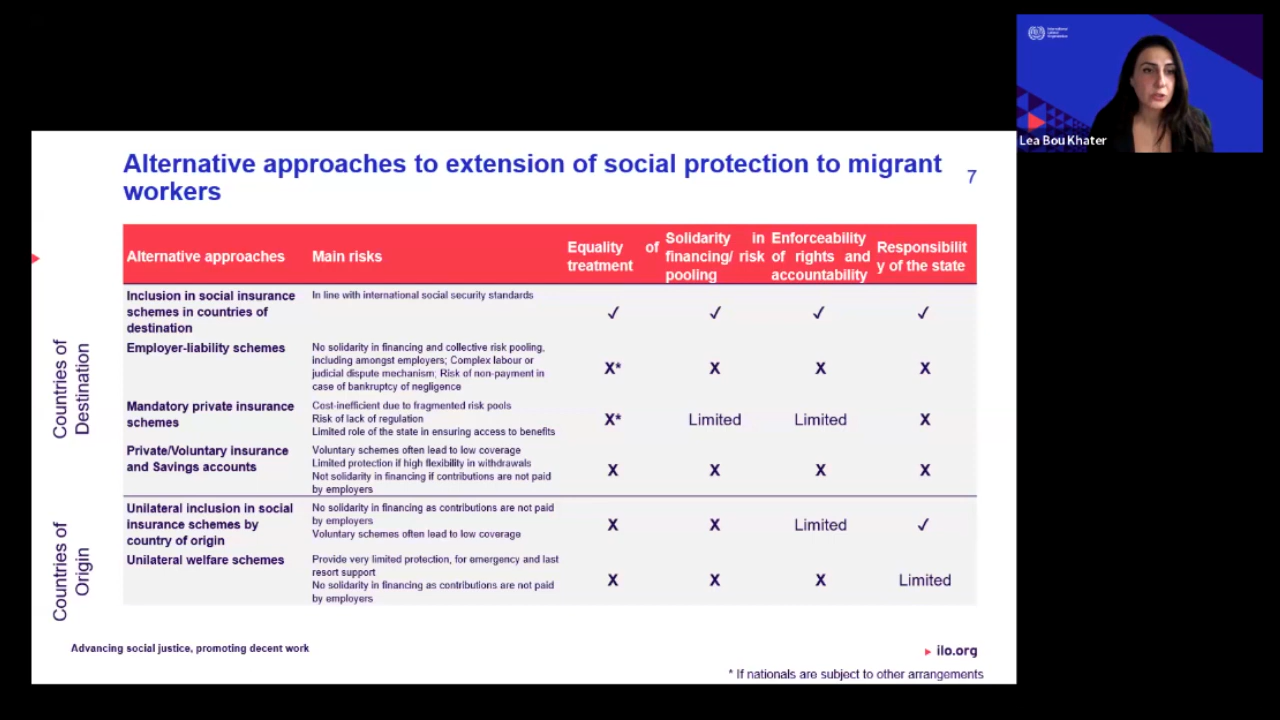 International
Labour
Organization
Lea Bou Khater
Alternative approaches to extension of social protection to migrant
workers
7
Alternative approaches
Main risks
Equality of
treatment
Solidarity in
financing/ risk
pooling
Enforceability
of rights and
accountability
Responsibilit
y of the state
Countries of
Destination
Inclusion in social insurance
schemes in countries of
destination
In line with international social security standards
✓ ✓ ✓ ✓
Employer-liability schemes
No solidarity in financing and collective risk pooling,
including amongst employers; Complex labour or
judicial dispute mechanism; Risk of non-payment in
case of bankruptcy of negligence
X* X X X
Mandatory private insurance
schemes
Cost-inefficient due to fragmented risk pools
Risk of lack of regulation
Limited role of the state in ensuring access to benefits
X* Limited Limited X
Private/Voluntary insurance
and Savings accounts
Voluntary schemes often lead to low coverage
Limited protection if high flexibility in withdrawals
Not solidarity in financing if contributions are not paid
by employers
X X X X
Countries of
Origin
Unilateral inclusion in social
insurance schemes by
country of origin
No solidarity in financing as contributions are not paid
by employers
Voluntary schemes often lead to low coverage
X X Limited ✓
Unilateral welfare schemes
Provide very limited protection, for emergency and last
resort support
No solidarity in financing as contributions are not paid
by employers
X X X Limited
Advancing social justice, promoting decent work
ilo.org
* If nationals are subject to other arrangements